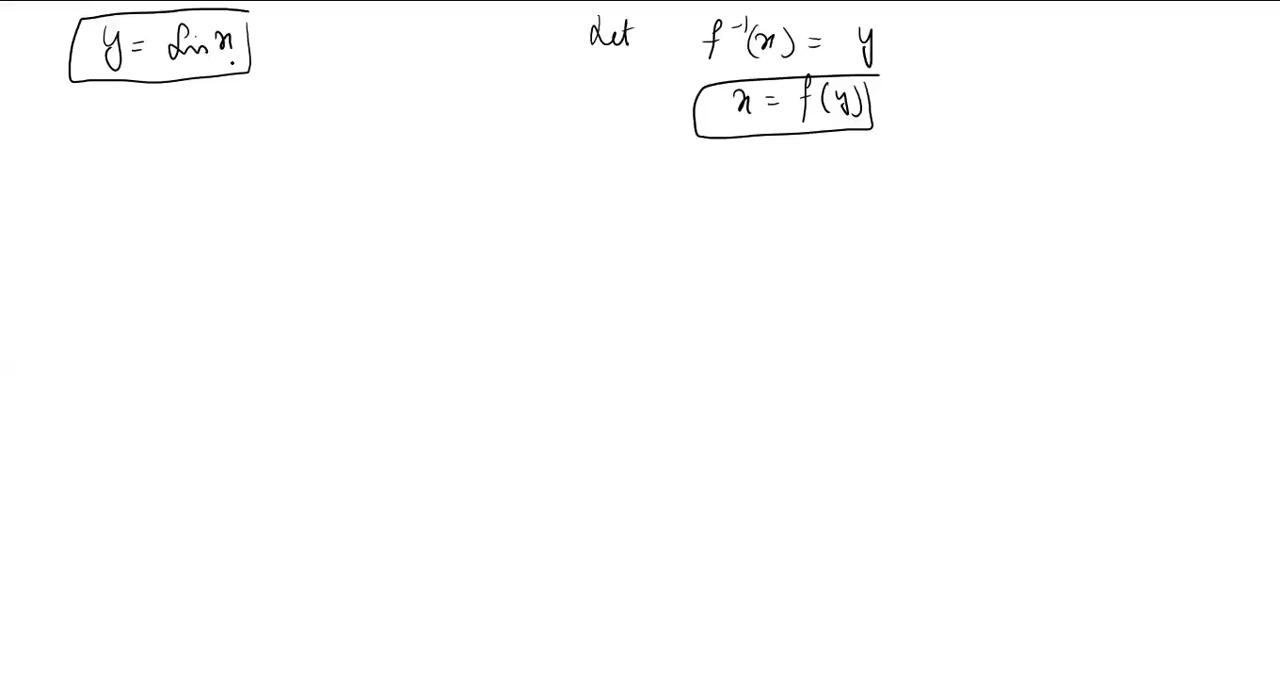 y = Sin x
Let f⁻¹(x) = y
x = f(y)